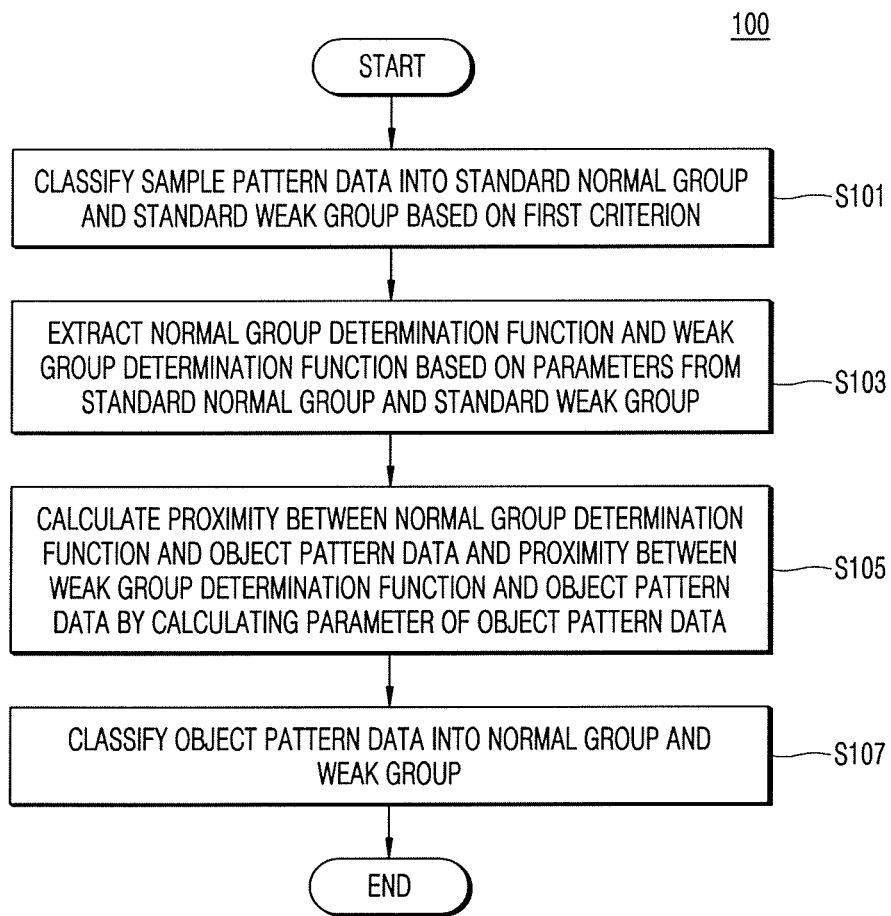 100
START
CLASSIFY SAMPLE PATTERN DATA INTO STANDARD NORMAL GROUP
AND STANDARD WEAK GROUP BASED ON FIRST CRITERION
S101
EXTRACT NORMAL GROUP DETERMINATION FUNCTION AND WEAK
GROUP DETERMINATION FUNCTION BASED ON PARAMETERS FROM
STANDARD NORMAL GROUP AND STANDARD WEAK GROUP
S103
CALCULATE PROXIMITY BETWEEN NORMAL GROUP DETERMINATION
FUNCTION AND OBJECT PATTERN DATA AND PROXIMITY BETWEEN
WEAK GROUP DETERMINATION FUNCTION AND OBJECT PATTERN
DATA BY CALCULATING PARAMETER OF OBJECT PATTERN DATA
S105
CLASSIFY OBJECT PATTERN DATA INTO NORMAL GROUP AND
WEAK GROUP
S107
END